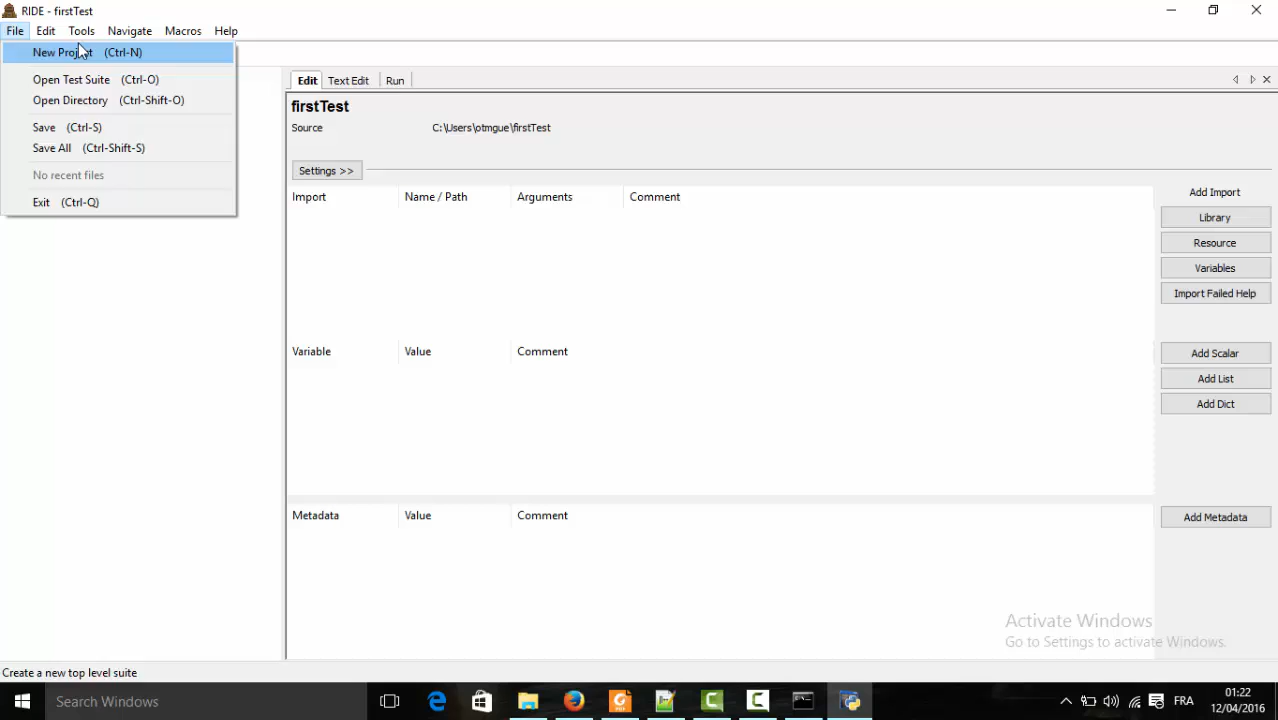 RIDE - firstTest
File Edit Tools Navigate Macros Help
New Project (Ctrl-N)
Open Test Suite (Ctrl-O)
Open Directory (Ctrl-Shift-O)
Save (Ctrl-S)
Save All (Ctrl-Shift-S)
No recent files
Exit (Ctrl-Q)
Edit Text Edit Run
firstTest
Source C:\Users\otmgue\firstTest
Settings >>
Import Name / Path Arguments Comment
Add Import
Library
Resource
Variables
Import Failed Help
Variable Value Comment
Add Scalar
Add List
Add Dict
Metadata Value Comment
Add Metadata
Activate Windows
Go to Settings to activate Windows.
Create a new top level suite
Search Windows
FRA
01:22
12/04/2016